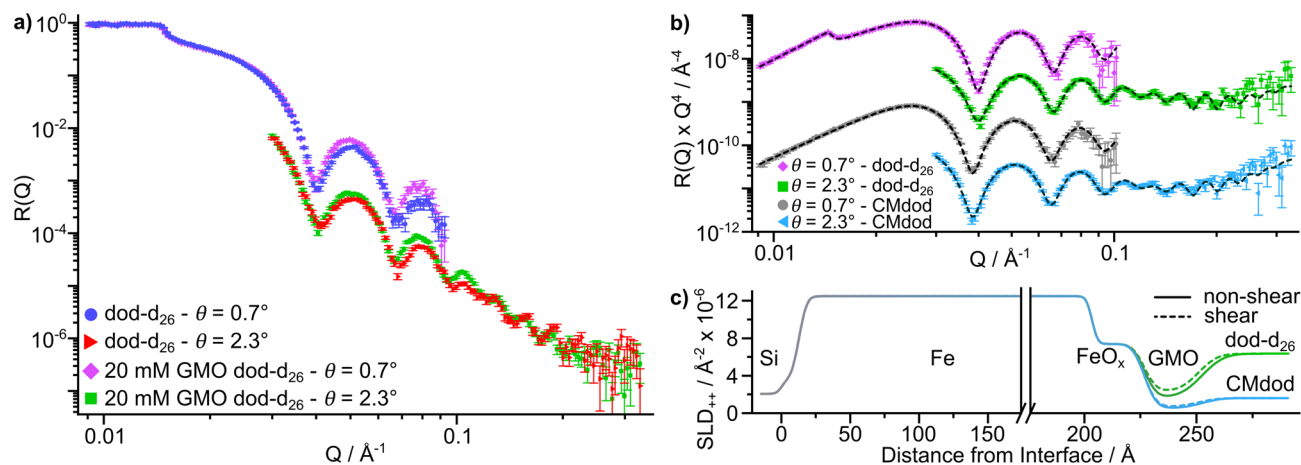 a)
10⁰
10⁻²
10⁻⁴
10⁻⁶
R(Q)
dod-d₂₆ - θ = 0.7°
dod-d₂₆ - θ = 2.3°
20 mM GMO dod-d₂₆ - θ = 0.7°
20 mM GMO dod-d₂₆ - θ = 2.3°
0.01
0.1
Q / Å⁻¹
b)
10⁻⁸
10⁻¹⁰
10⁻¹²
R(Q) x Q⁴ / Å⁻⁴
θ = 0.7° - dod-d₂₆
θ = 2.3° - dod-d₂₆
θ = 0.7° - CMdod
θ = 2.3° - CMdod
0.01
0.1
Q / Å⁻¹
c)
12
8
4
0
SLD₊₊ / Å⁻² x 10⁻⁶
Si
Fe
FeOₓ
GMO
non-shear
shear
dod-d₂₆
CMdod
0
50
100
150
200
250
Distance from Interface / Å